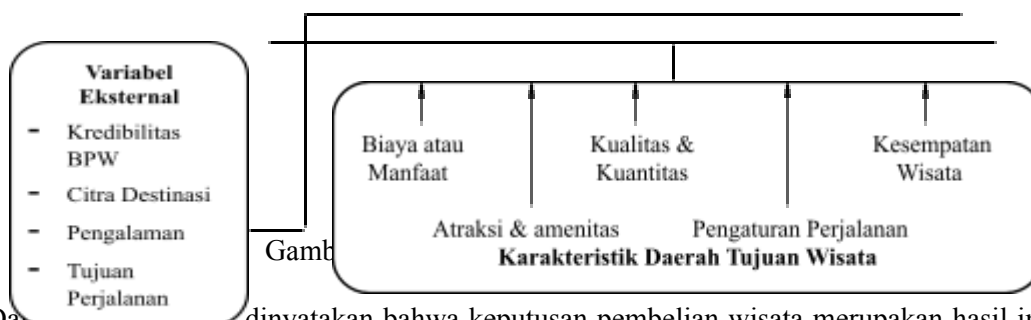 Variabel
Eksternal
- Kredibilitas
BPW
- Citra Destinasi
- Pengalaman
- Tujuan
Perjalanan
Biaya atau
Manfaat
Kualitas &
Kuantitas
Kesempatan
Wisata
Atraksi & amenitas
Pengaturan Perjalanan
Karakteristik Daerah Tujuan Wisata
dinyatakan bahwa keputusan pembelian wisata merupakan hasil